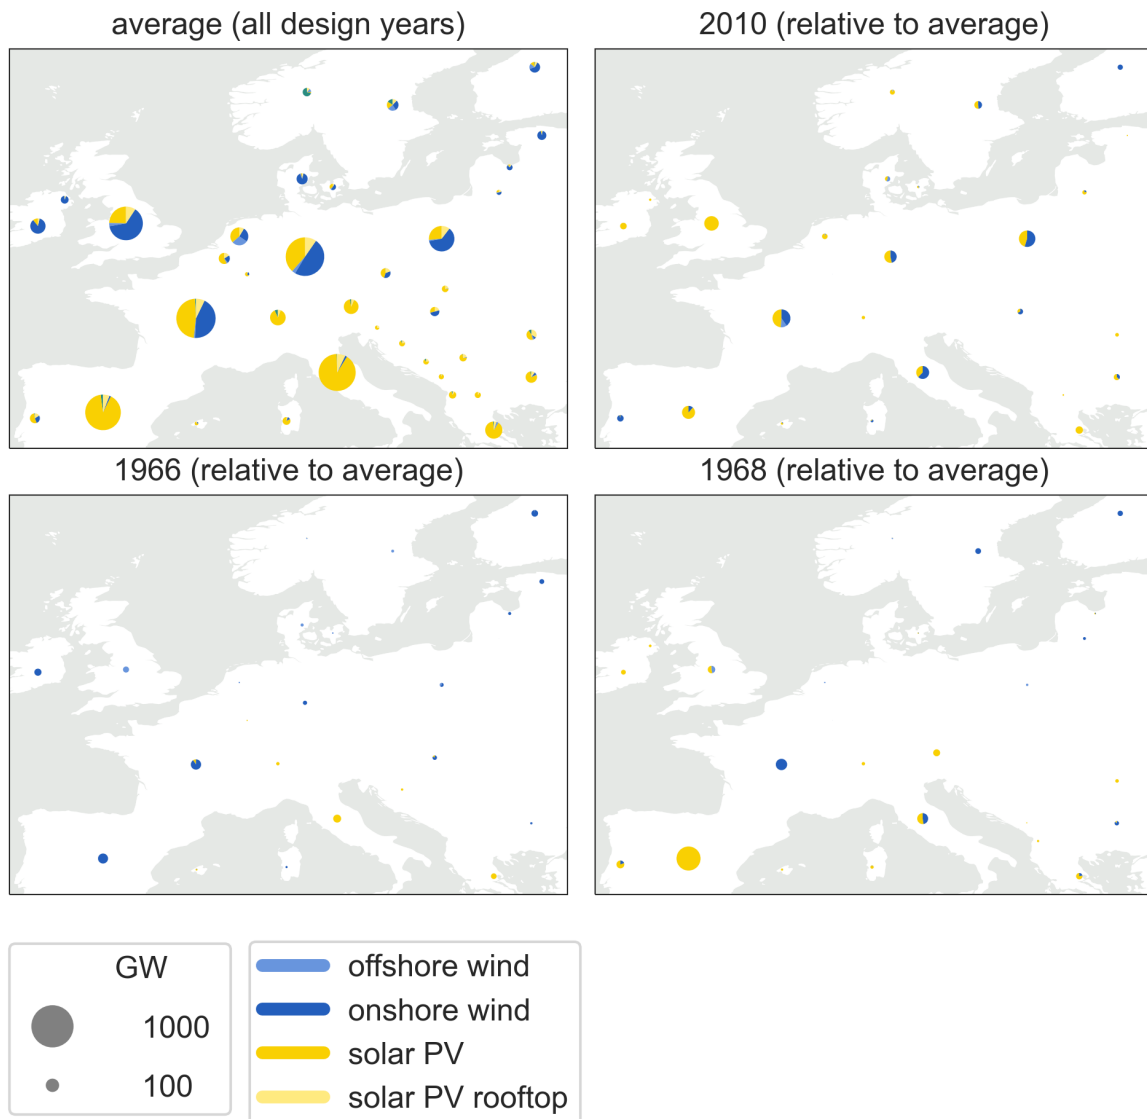 average (all design years)
2010 (relative to average)
1966 (relative to average)
1968 (relative to average)
GW
1000
100
offshore wind
onshore wind
solar PV
solar PV rooftop